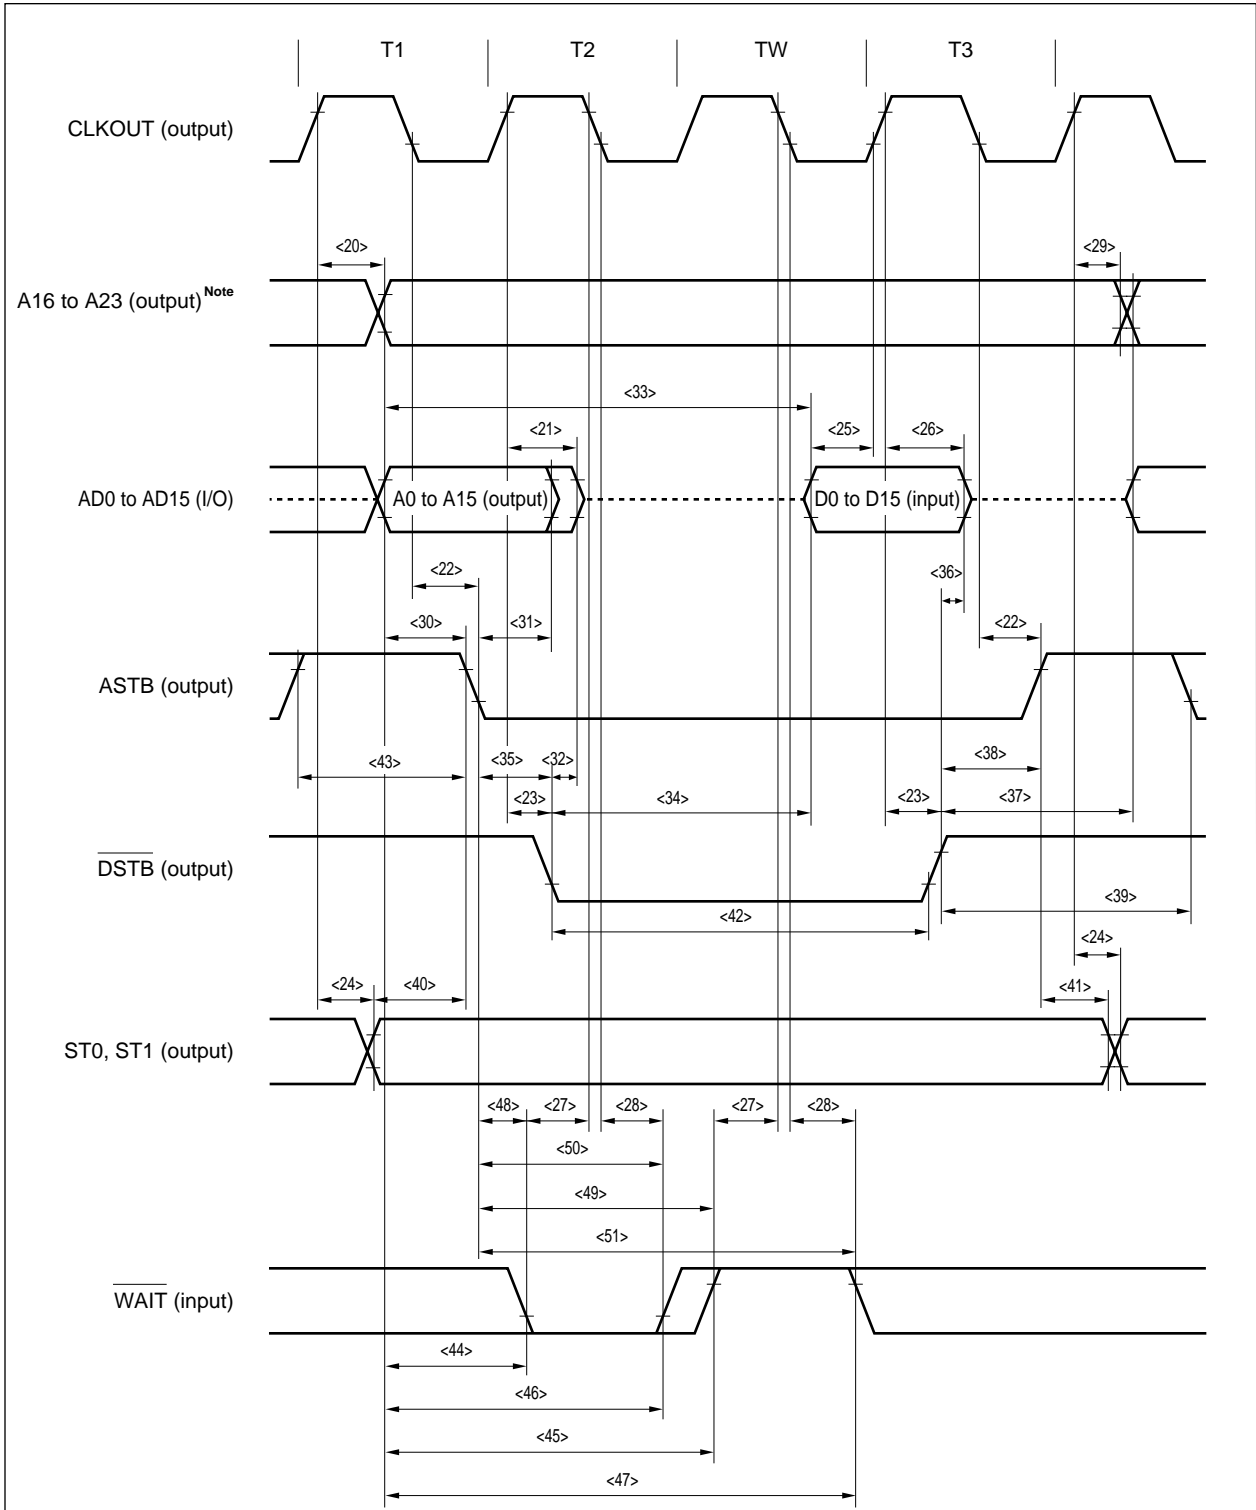 T1 T2 TW T3
CLKOUT (output)
<20> <29>
A16 to A23 (output)Note
<33>
<21> <25> <26>
AD0 to AD15 (I/O) A0 to A15 (output) D0 to D15 (input)
<22> <36>
<30> <31> <22>
ASTB (output)
<43> <35> <32> <38>
<23> <34> <23> <37>
DSTB (output)
<39>
<42>
<24>
<24> <40> <41>
ST0, ST1 (output)
<48> <27> <28> <27> <28>
<50>
<49>
<51>
WAIT (input)
<44>
<46>
<45>
<47>